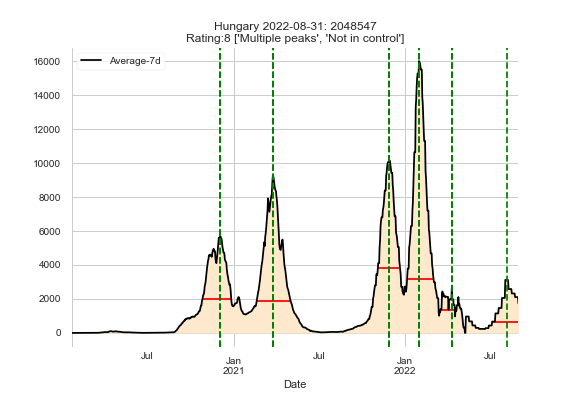 Hungary 2022-08-31: 2048547
Rating:8 ['Multiple peaks', 'Not in control']
Average-7d
16000
14000
12000
10000
8000
6000
4000
2000
0
Jul
Jan
2021
Jul
Jan
2022
Jul
Date